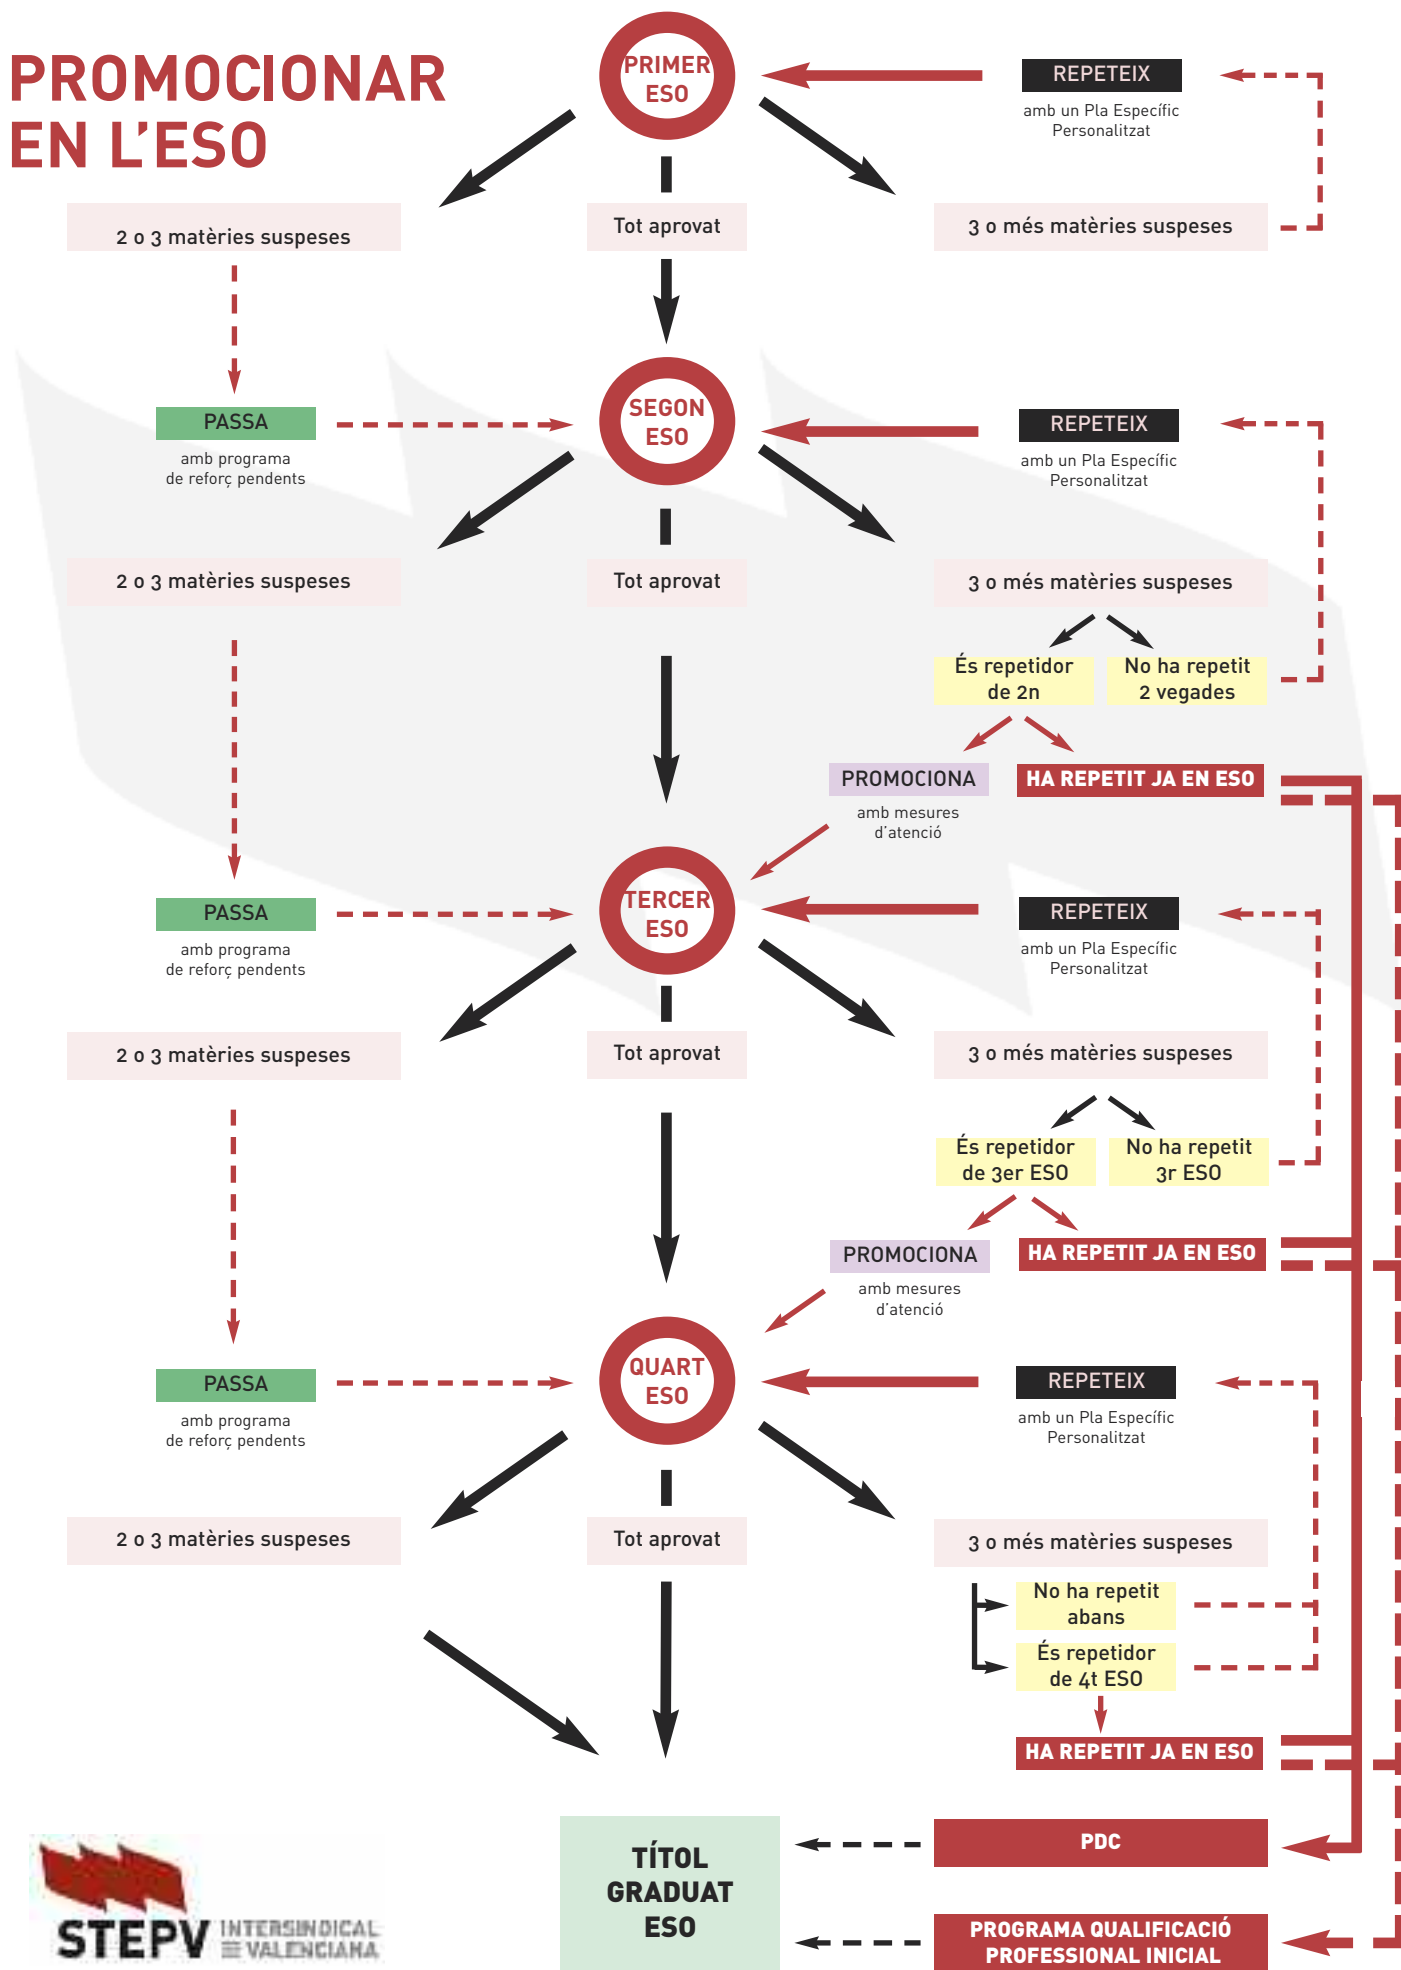 PROMOCIONAR
EN L'ESO
PRIMER
ESO
REPETEIX
amb un Pla Específic
Personalitzat
2 o 3 matèries suspeses
Tot aprovat
3 o més matèries suspeses
PASSA
amb programa
de reforç pendents
SEGON
ESO
REPETEIX
amb un Pla Específic
Personalitzat
2 o 3 matèries suspeses
Tot aprovat
3 o més matèries suspeses
És repetidor
de 2n
No ha repetit
2 vegades
PROMOCIONA
amb mesures
d'atenció
HA REPETIT JA EN ESO
PASSA
amb programa
de reforç pendents
TERCER
ESO
REPETEIX
amb un Pla Específic
Personalitzat
2 o 3 matèries suspeses
Tot aprovat
3 o més matèries suspeses
És repetidor
de 3er ESO
No ha repetit
3r ESO
PROMOCIONA
amb mesures
d'atenció
HA REPETIT JA EN ESO
PASSA
amb programa
de reforç pendents
QUART
ESO
REPETEIX
amb un Pla Específic
Personalitzat
2 o 3 matèries suspeses
Tot aprovat
3 o més matèries suspeses
No ha repetit
abans
És repetidor
de 4t ESO
HA REPETIT JA EN ESO
TÍTOL
GRADUAT
ESO
PDC
PROGRAMA QUALIFICACIÓ
PROFESSIONAL INICIAL
STEPV
INTERSINDICAL
VALENCIANA